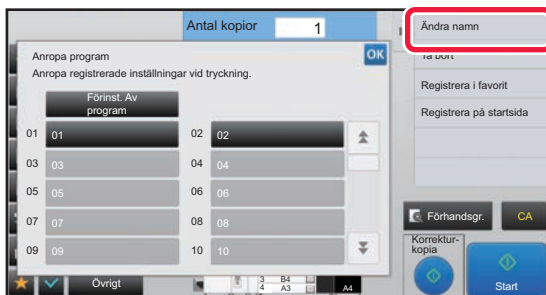 Antal kopior 1
Ändra namn
Ta bort
Registrera i favorit
Registrera på startsida
Anropa program
OK
Anropa registrerade inställningar vid tryckning.
Förinst. Av
program
01 01 02 02
03 03 04 04
05 05 06 06
07 07 08 08
09 09 10 10
Förhandsgr. CA
Korrektur-
kopia
Start
Övrigt
3 B4
4 A3
A4